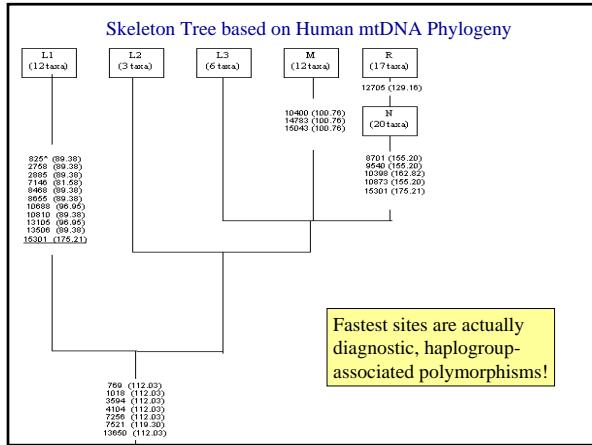 Skeleton Tree based on Human mtDNA Phylogeny
L1
(12 taxa)
L2
(3 taxa)
L3
(6 taxa)
M
(12 taxa)
R
(17 taxa)
12705 (129.16)
N
(20 taxa)
10400 (100.76)
14783 (100.76)
15043 (100.76)
8701 (155.20)
9540 (155.20)
10398 (162.82)
10873 (155.20)
15301 (175.21)
825^ (89.38)
2758 (89.38)
2885 (89.38)
7146 (81.58)
8468 (89.38)
8655 (89.38)
10688 (96.95)
10810 (89.38)
13105 (96.95)
13506 (89.38)
15301 (175.21)
769 (112.03)
1018 (112.03)
3594 (112.03)
4104 (112.03)
7256 (112.03)
7521 (119.30)
13650 (112.03)
Fastest sites are actually
diagnostic, haplogroup-
associated polymorphisms!